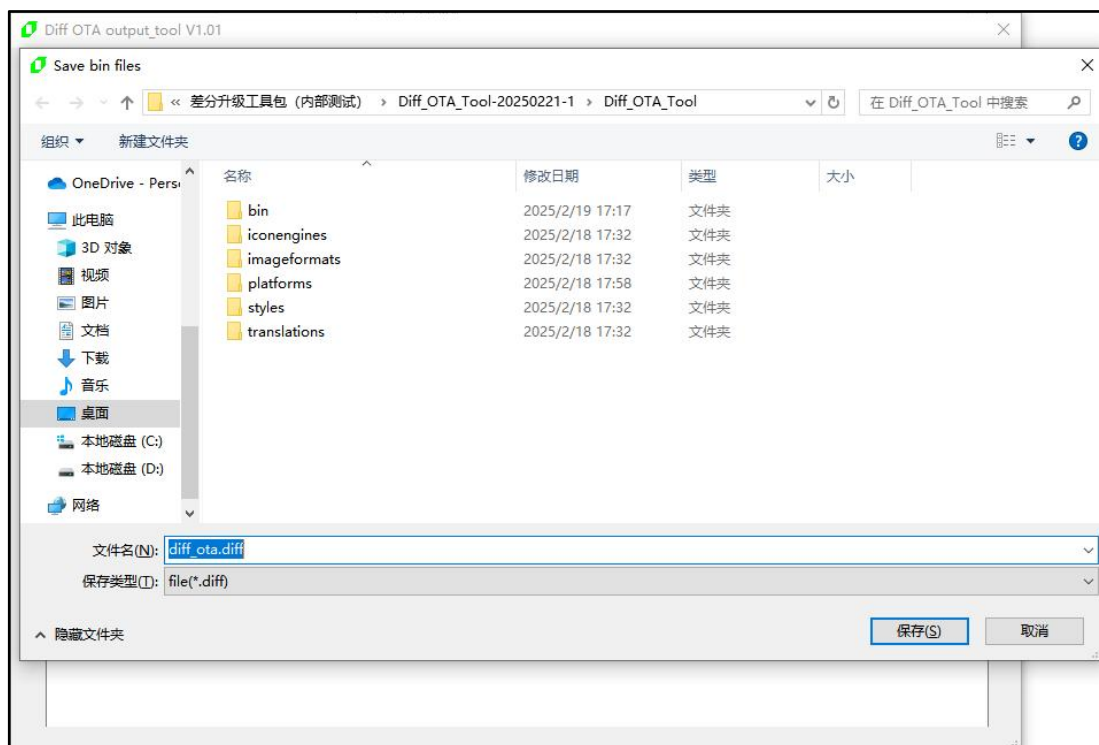 Diff OTA output_tool V1.01
Save bin files
« 差分升级工具包（内部测试） › Diff_OTA_Tool-20250221-1 › Diff_OTA_Tool
在 Diff_OTA_Tool 中搜索
组织 新建文件夹
名称 修改日期 类型 大小
OneDrive - Pers
此电脑
3D 对象
视频
图片
文档
下载
音乐
桌面
本地磁盘 (C:)
本地磁盘 (D:)
网络
bin 2025/2/19 17:17 文件夹
iconengines 2025/2/18 17:32 文件夹
imageformats 2025/2/18 17:32 文件夹
platforms 2025/2/18 17:58 文件夹
styles 2025/2/18 17:32 文件夹
translations 2025/2/18 17:32 文件夹
文件名(N): diff_ota.diff
保存类型(T): file(*.diff)
隐藏文件夹
保存(S) 取消